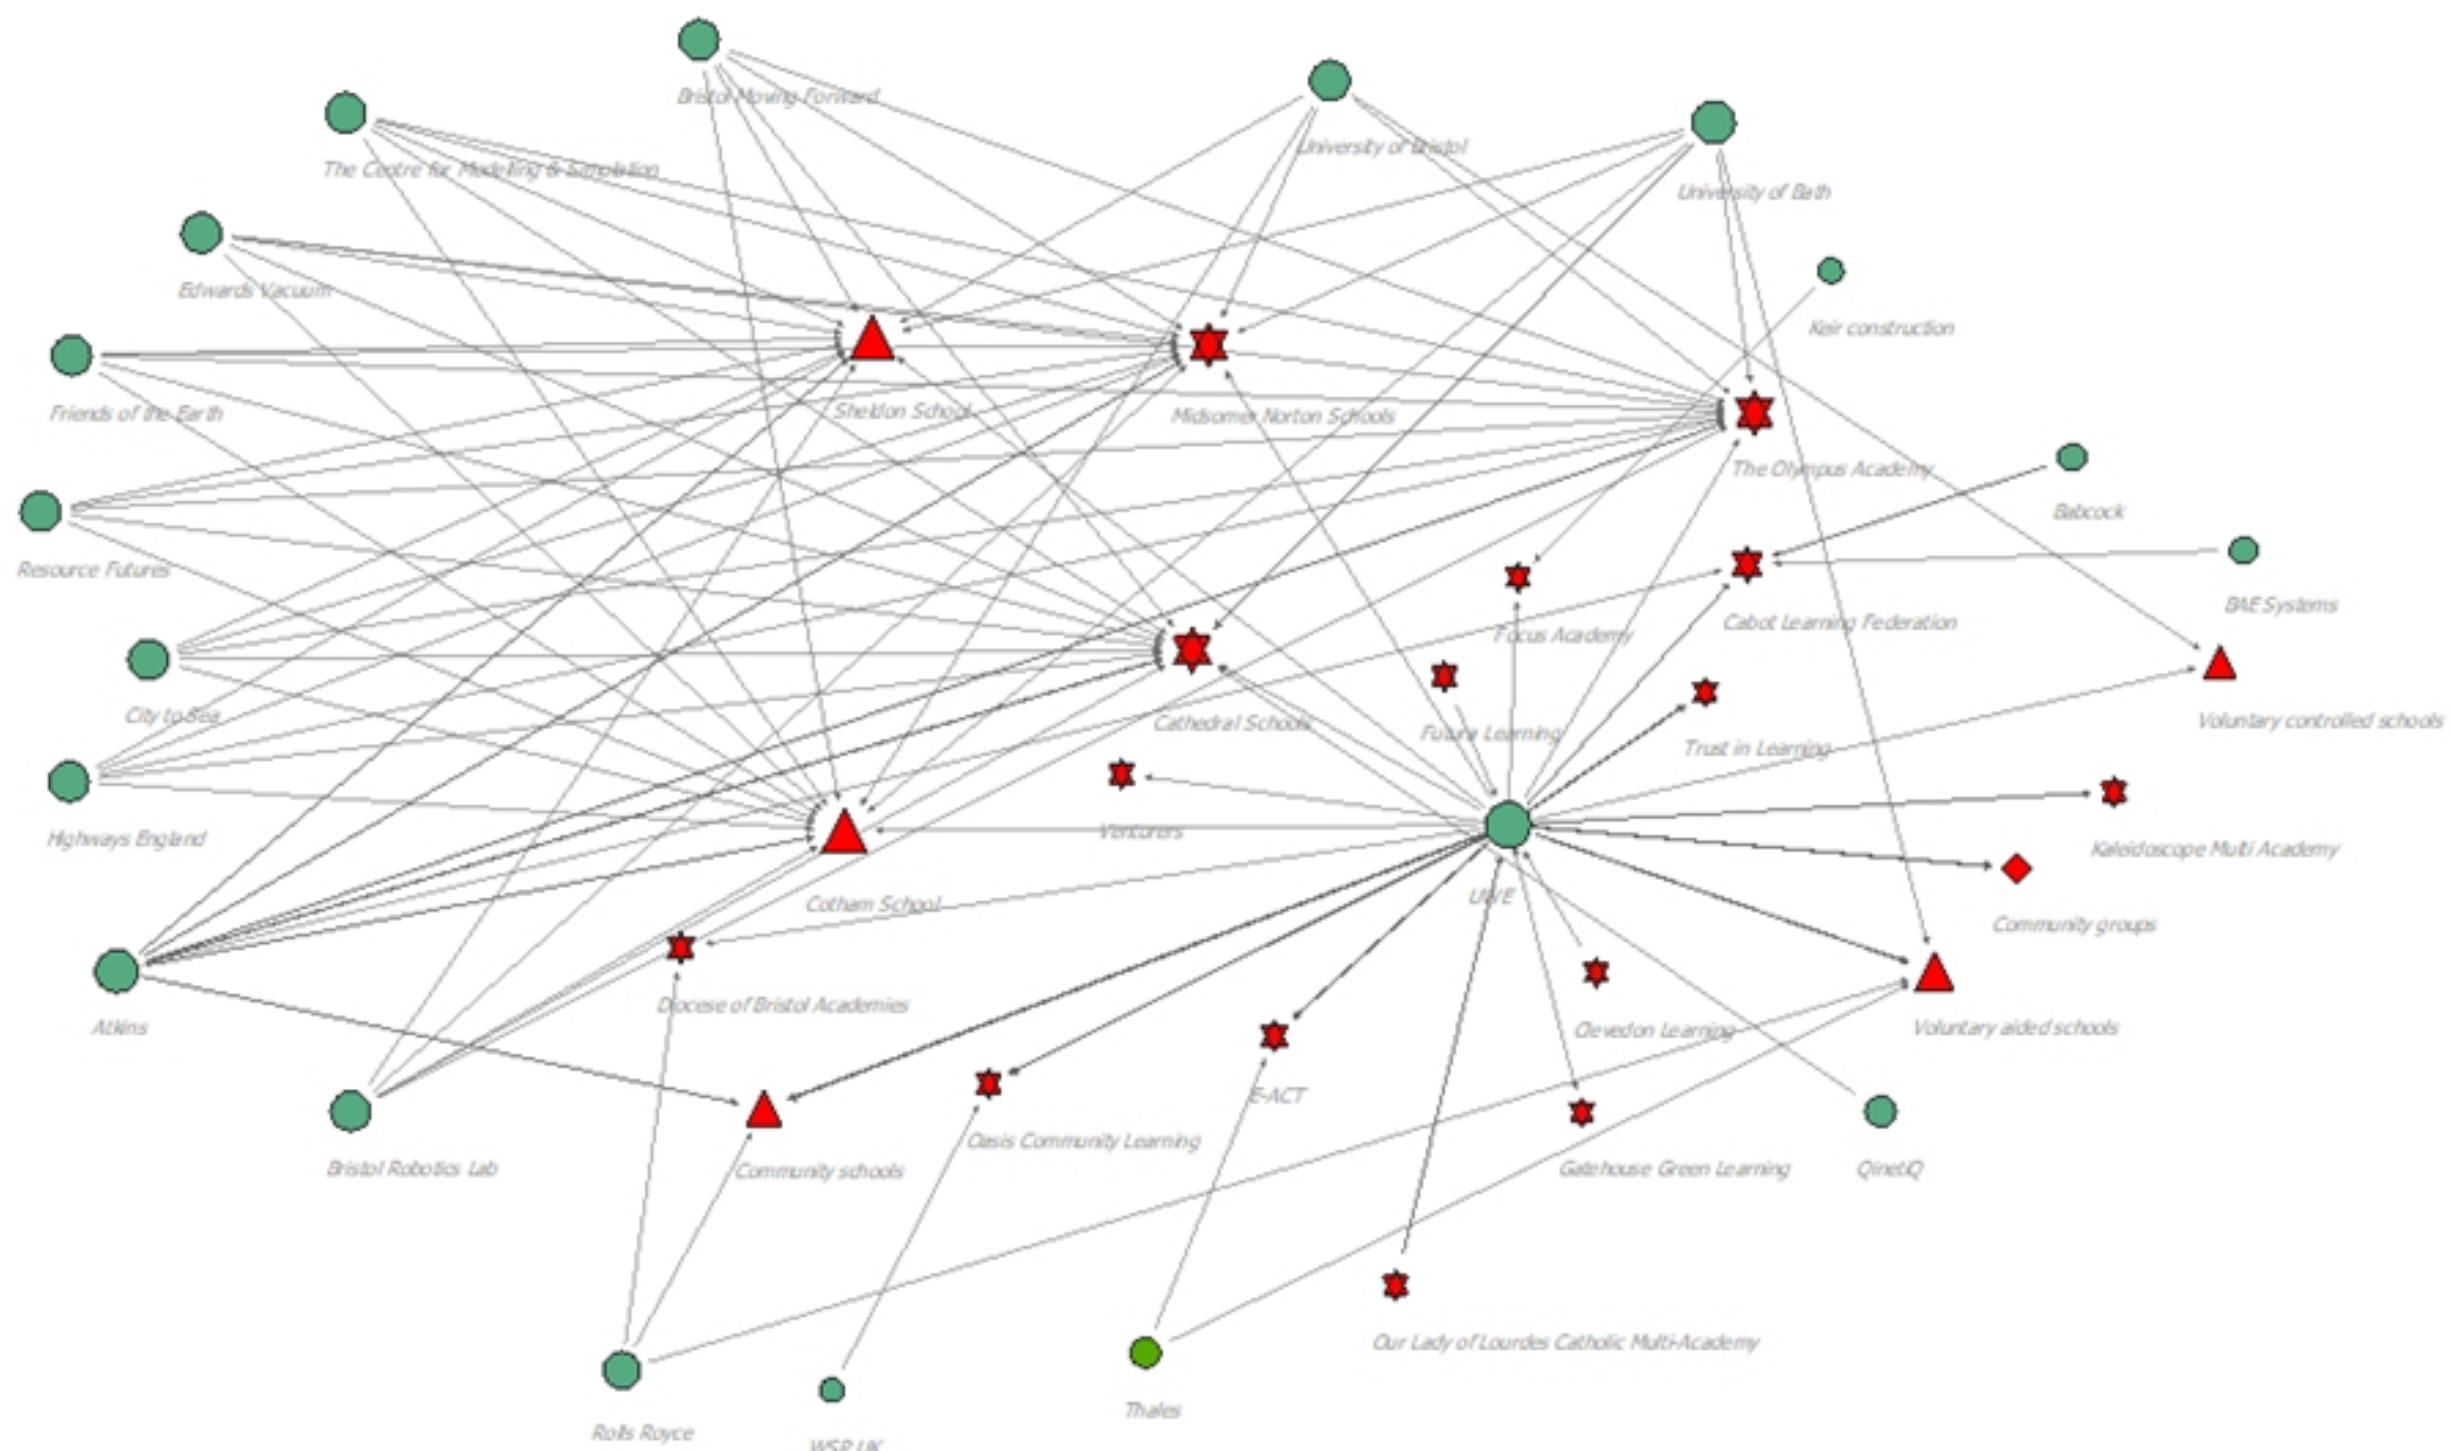 Bristol Moving Forward
University of Bristol
The Centre for Modelling & Simulation
University of Bath
Edwards Vacuum
Keir construction
Friends of the Earth
Sheldon School
Midsomer Norton Schools
The Olympus Academy
Babcock
Resource Futures
BAE Systems
Cabot Learning Federation
Focus Academy
City to Sea
Cathedral Schools
Futura Learning
Trust in Learning
Voluntary controlled schools
Highways England
Venturers
Kaleidoscope Multi Academy
Cotham School
UWE
Community groups
Diocese of Bristol Academies
Atkins
Clevedon Learning
Voluntary aided schools
E-ACT
Oasis Community Learning
Bristol Robotics Lab
Community schools
Gatehouse Green Learning
QinetiQ
Our Lady of Lourdes Catholic Multi-Academy
Thales
Rolls Royce
WSP UK